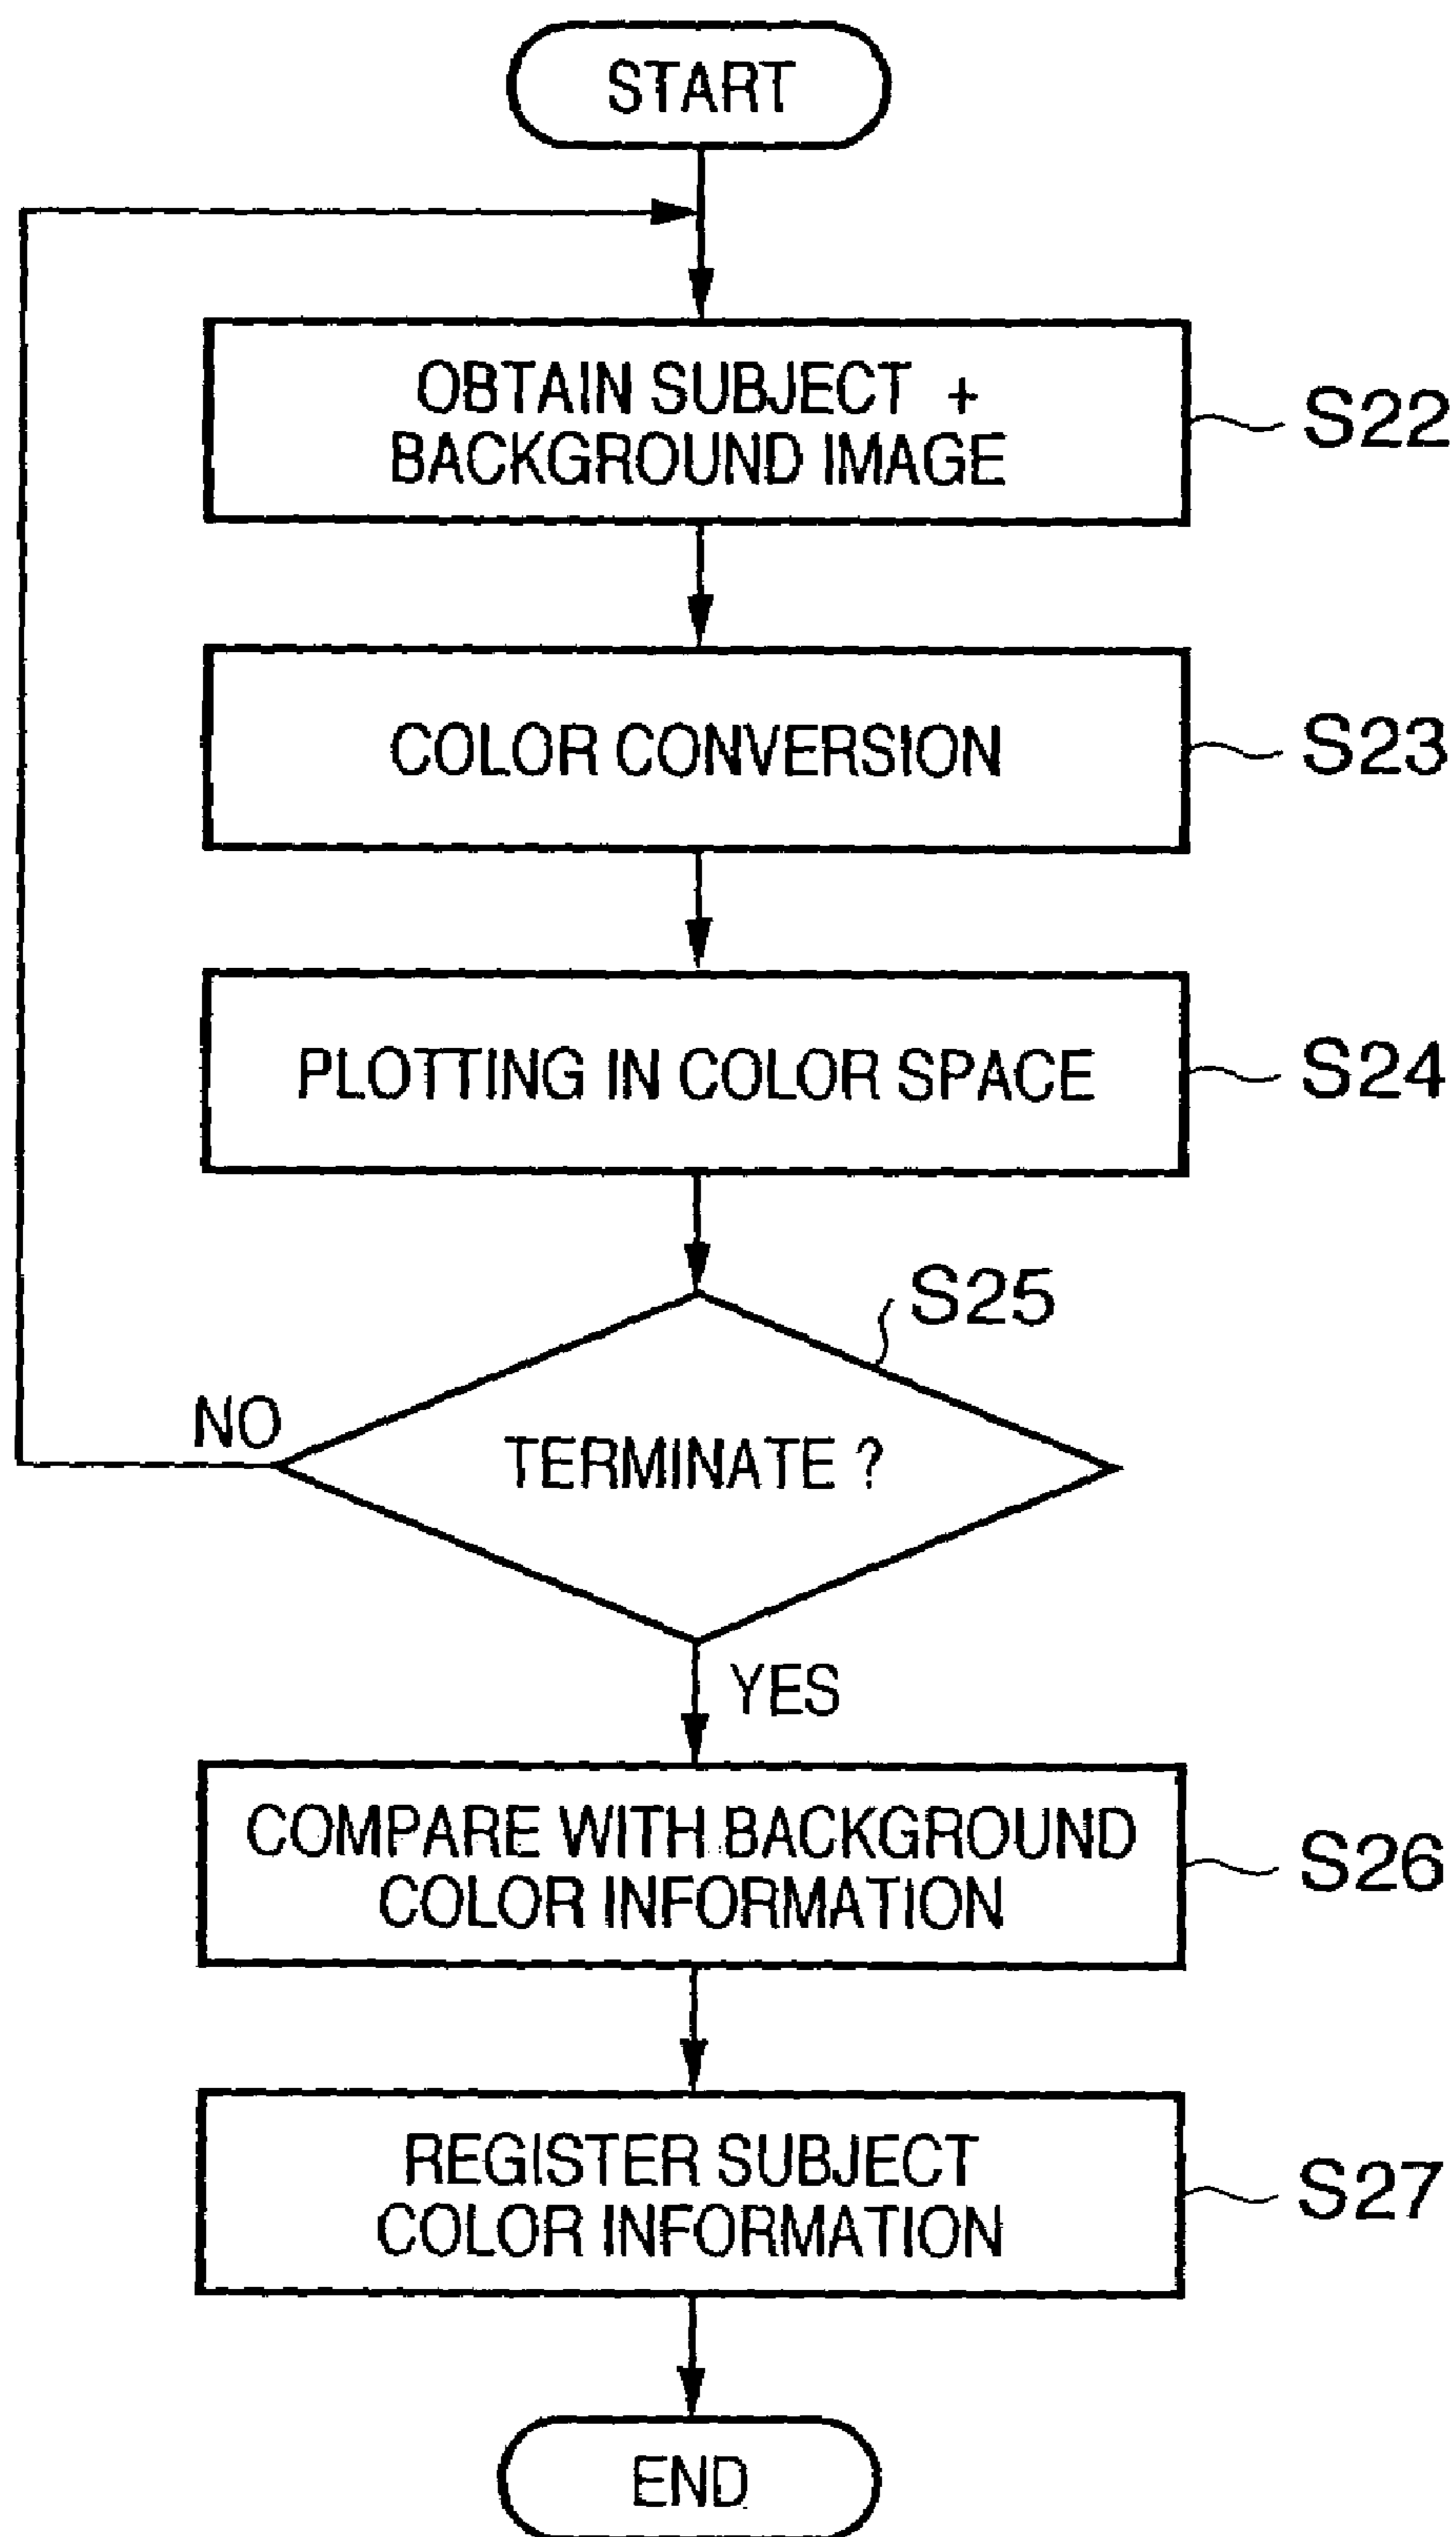 START
OBTAIN SUBJECT +
BACKGROUND IMAGE
S22
COLOR CONVERSION
S23
PLOTTING IN COLOR SPACE
S24
S25
NO
TERMINATE ?
YES
COMPARE WITH BACKGROUND
COLOR INFORMATION
S26
REGISTER SUBJECT
COLOR INFORMATION
S27
END